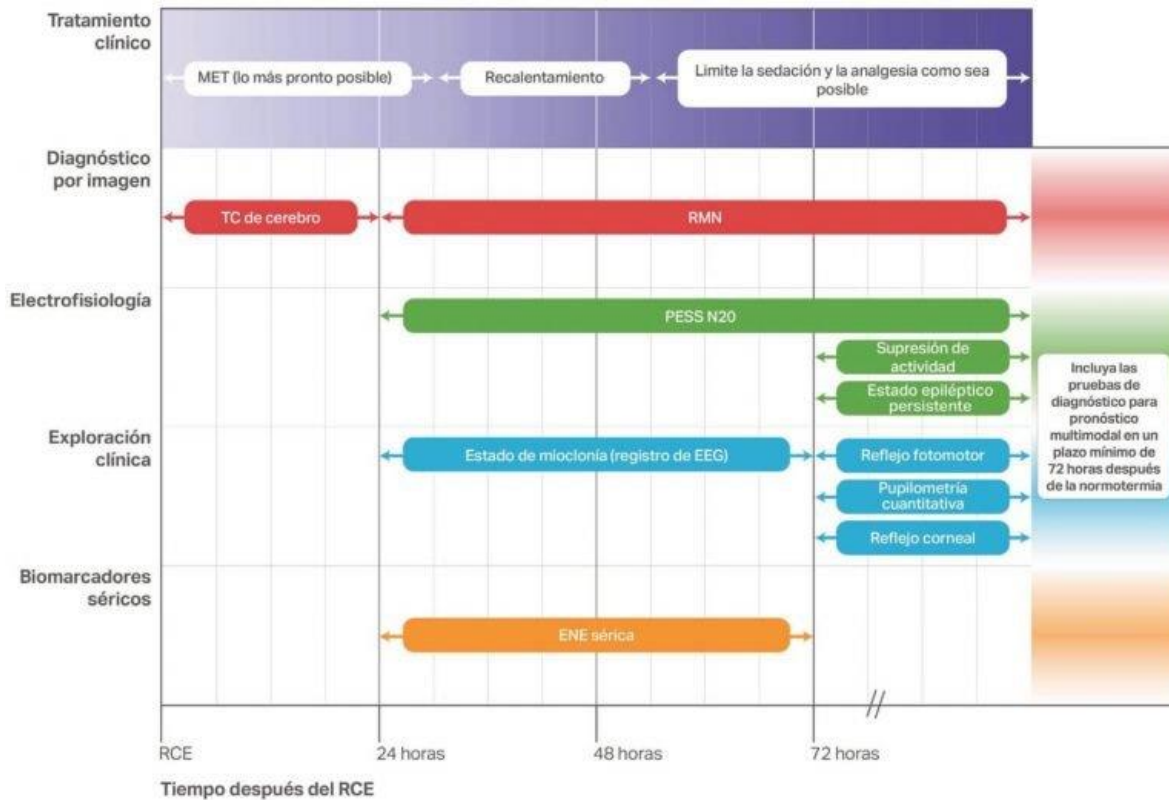 Tratamiento
clínico
MET (lo más pronto posible)
Recalentamiento
Limite la sedación y la analgesia como sea
posible
Diagnóstico
por imagen
TC de cerebro
RMN
Electrofisiología
PESS N20
Supresión de
actividad
Estado epiléptico
persistente
Incluya las
pruebas de
diagnóstico para
pronóstico
multimodal en un
plazo mínimo de
72 horas después
de la normotermia
Exploración
clínica
Estado de mioclonía (registro de EEG)
Reflejo fotomotor
Pupilometría
cuantitativa
Reflejo corneal
Biomarcadores
séricos
ENE sérica
RCE
24 horas
48 horas
72 horas
Tiempo después del RCE